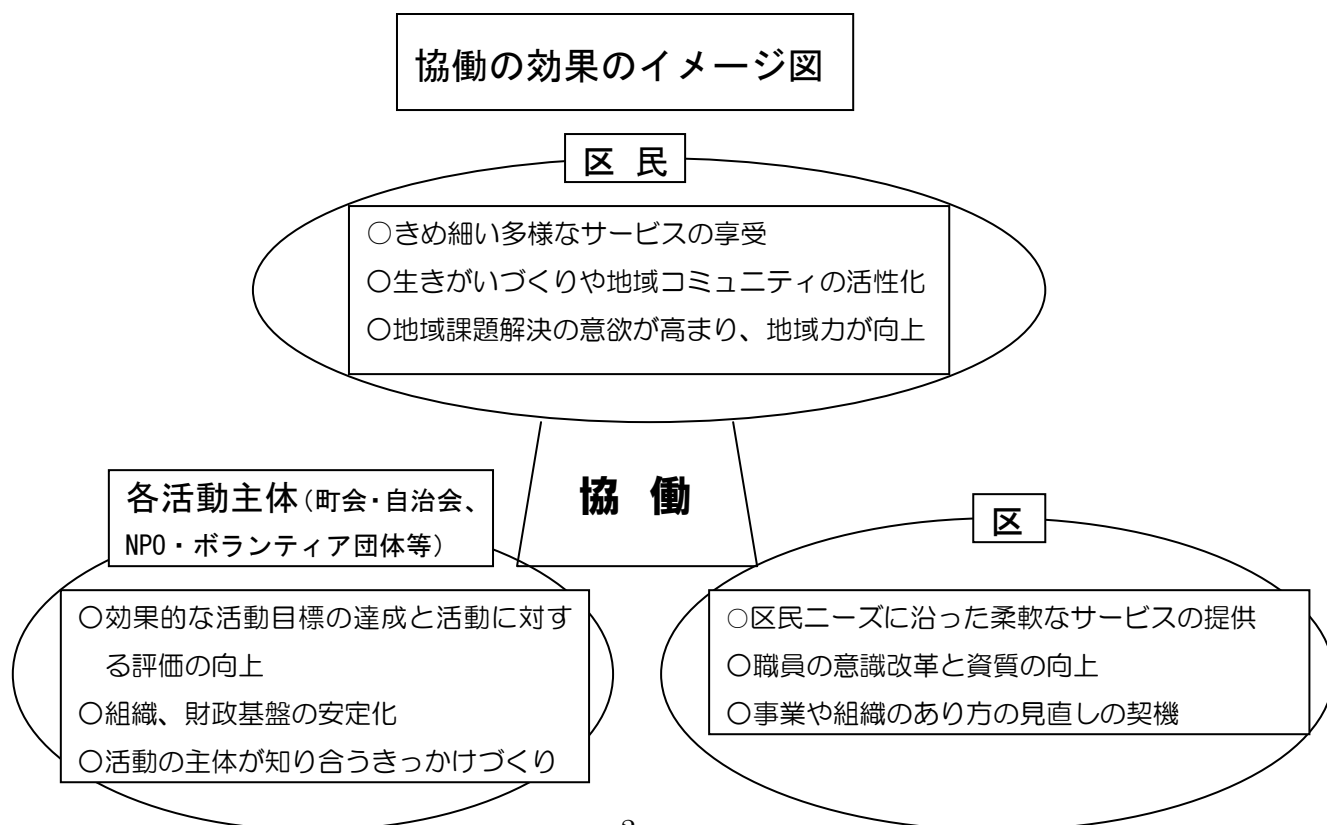 協働の効果のイメージ図
区 民
○きめ細い多様なサービスの享受
○生きがいづくりや地域コミュニティの活性化
○地域課題解決の意欲が高まり、地域力が向上
協 働
各活動主体(町会・自治会、
NPO・ボランティア団体等)
○効果的な活動目標の達成と活動に対す
る評価の向上
○組織、財政基盤の安定化
○活動の主体が知り合うきっかけづくり
区
○区民ニーズに沿った柔軟なサービスの提供
○職員の意識改革と資質の向上
○事業や組織のあり方の見直しの契機